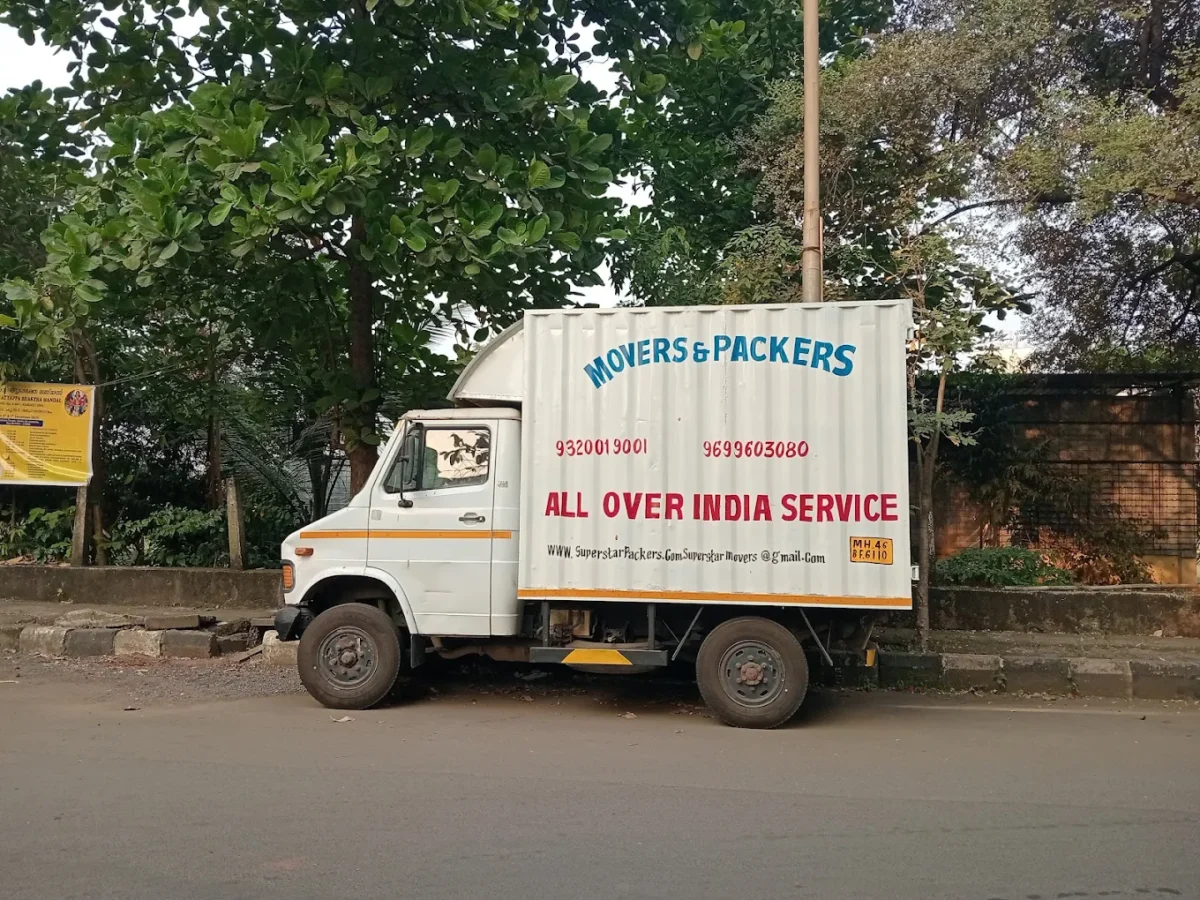 MOVERS & PACKERS
9320019001 9699603080
ALL OVER INDIA SERVICE
WWW. SuperstarPackers.Com Superstar movers @ gmail.Com
MH.46
BF.6110